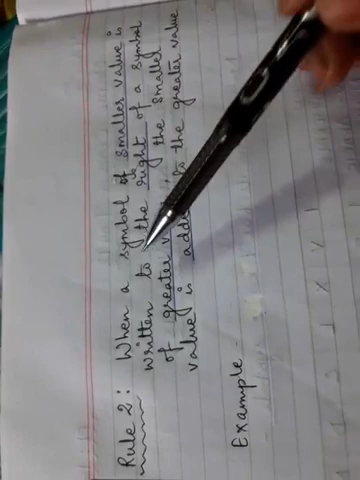 Rule 2: When a symbol of smaller value is
written to the right of a symbol
of greater the smaller
value is to the greater value
Example